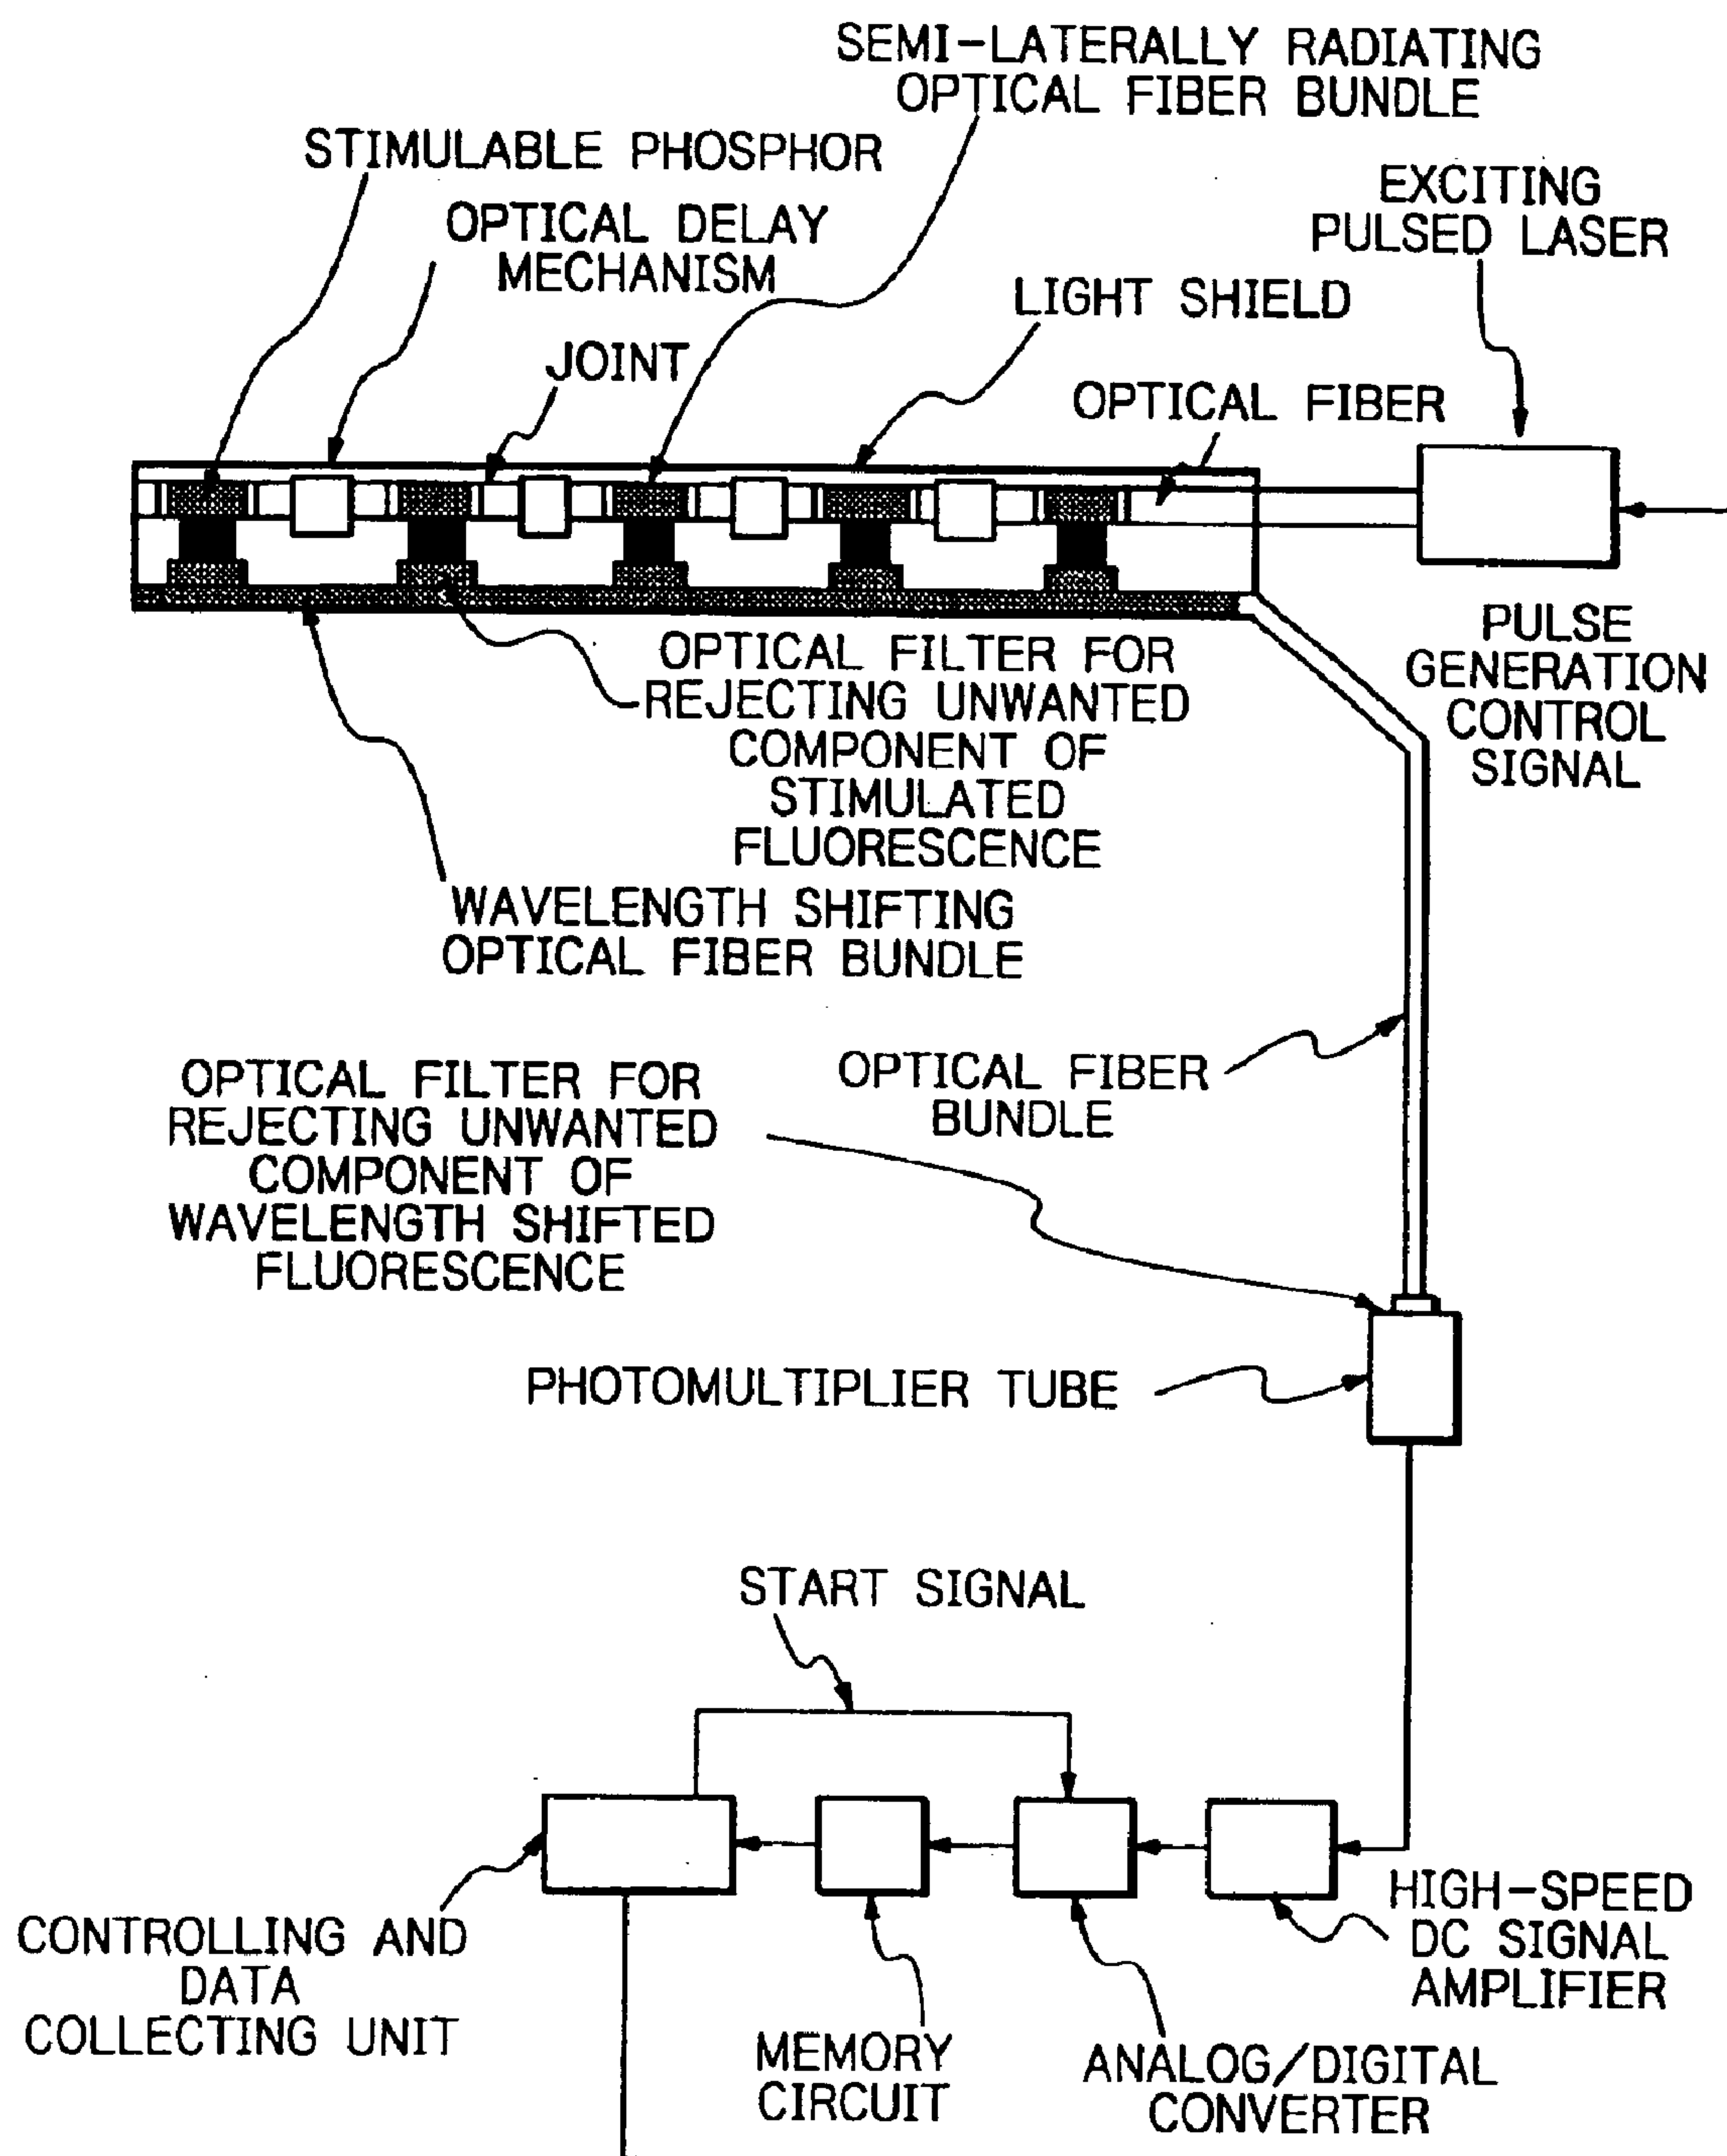 SEMI-LATERALLY RADIATING
OPTICAL FIBER BUNDLE
STIMULABLE PHOSPHOR
OPTICAL DELAY
MECHANISM
EXCITING
PULSED LASER
LIGHT SHIELD
JOINT
OPTICAL FIBER
PULSE
GENERATION
CONTROL
SIGNAL
OPTICAL FILTER FOR
REJECTING UNWANTED
COMPONENT OF
STIMULATED
FLUORESCENCE
WAVELENGTH SHIFTING
OPTICAL FIBER BUNDLE
OPTICAL FIBER
BUNDLE
OPTICAL FILTER FOR
REJECTING UNWANTED
COMPONENT OF
WAVELENGTH SHIFTED
FLUORESCENCE
PHOTOMULTIPLIER TUBE
START SIGNAL
CONTROLLING AND
DATA
COLLECTING UNIT
MEMORY
CIRCUIT
ANALOG/DIGITAL
CONVERTER
HIGH-SPEED
DC SIGNAL
AMPLIFIER